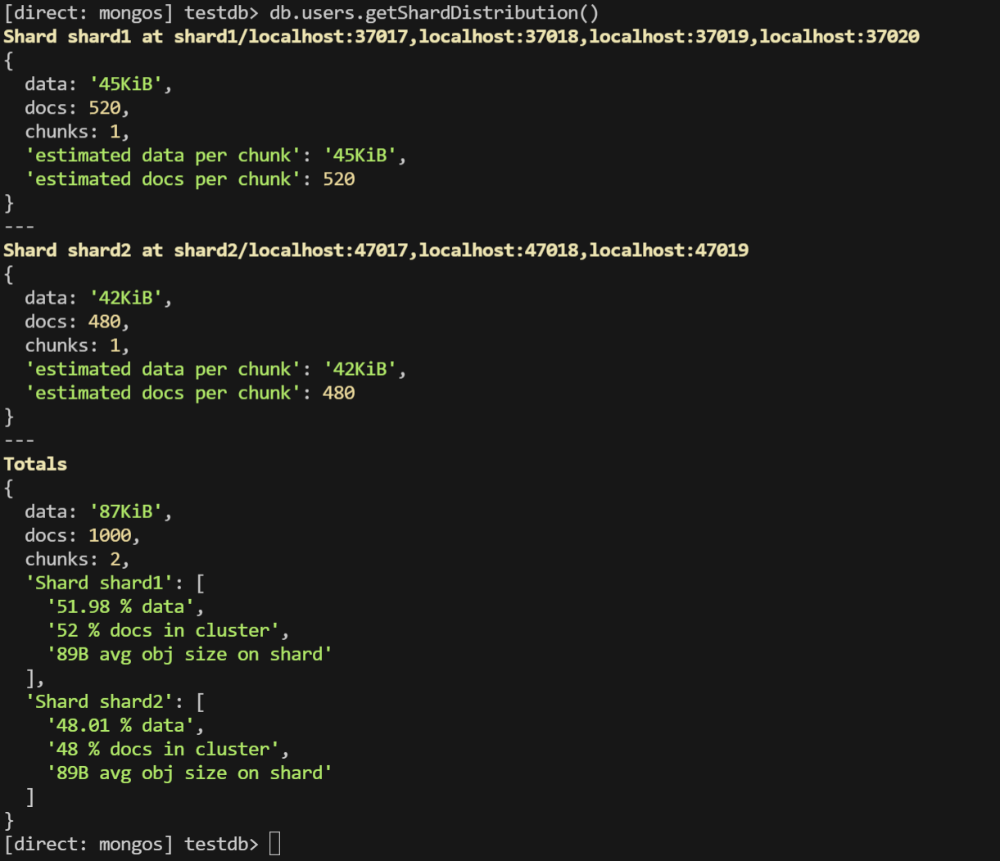 [direct: mongos] testdb> db.users.getShardDistribution()
Shard shard1 at shard1/localhost:37017,localhost:37018,localhost:37019,localhost:37020
{
  data: '45KiB',
  docs: 520,
  chunks: 1,
  'estimated data per chunk': '45KiB',
  'estimated docs per chunk': 520
}
---
Shard shard2 at shard2/localhost:47017,localhost:47018,localhost:47019
{
  data: '42KiB',
  docs: 480,
  chunks: 1,
  'estimated data per chunk': '42KiB',
  'estimated docs per chunk': 480
}
---
Totals
{
  data: '87KiB',
  docs: 1000,
  chunks: 2,
  'Shard shard1': [
    '51.98 % data',
    '52 % docs in cluster',
    '89B avg obj size on shard'
  ],
  'Shard shard2': [
    '48.01 % data',
    '48 % docs in cluster',
    '89B avg obj size on shard'
  ]
}
[direct: mongos] testdb>